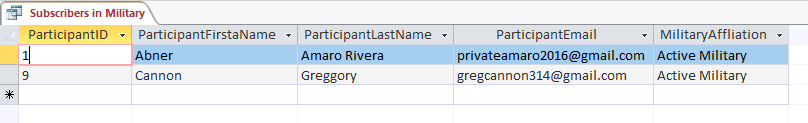 Subscribers in Military
ParticipantID ParticipantFirstaName ParticipantLastName ParticipantEmail MilitaryAffliation
1 Abner Amaro Rivera privateamaro2016@gmail.com Active Military
9 Cannon Greggory gregcannon314@gmail.com Active Military